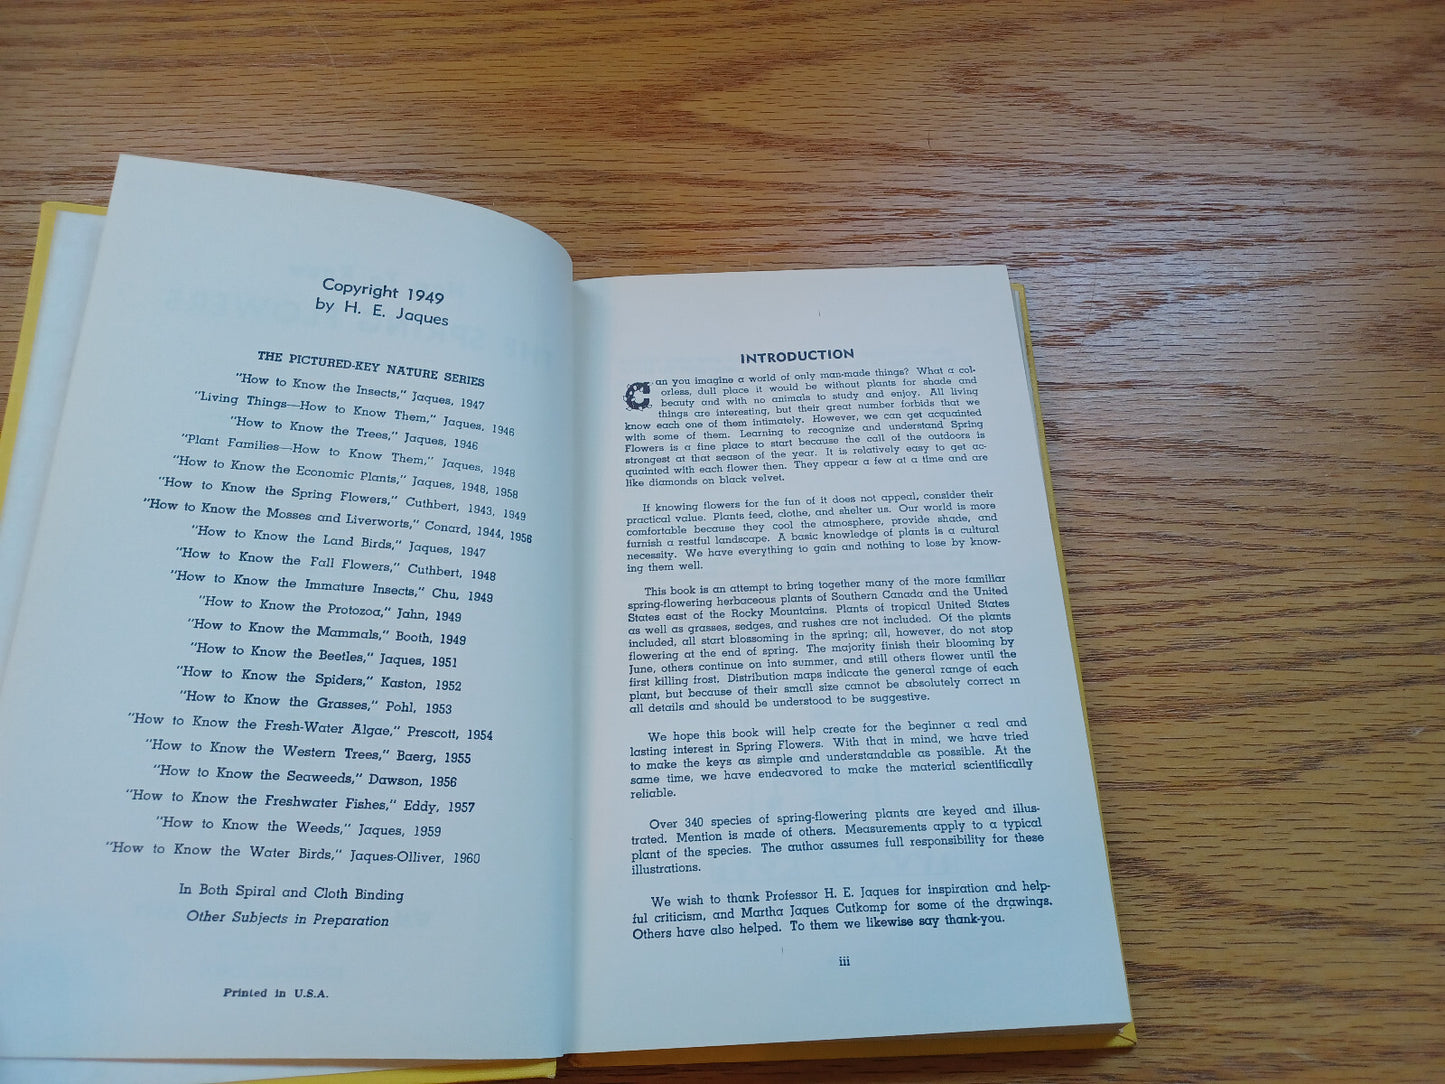 Copyright 1949
by H. E. Jaques
THE PICTURED-KEY NATURE SERIES
"How to Know the Insects," Jaques, 1947
"Living Things—How to Know Them," Jaques, 1946
"How to Know the Trees," Jaques, 1946
"Plant Families—How to Know Them," Jaques, 1948
"How to Know the Economic Plants," Jaques, 1948, 1958
"How to Know the Spring Flowers," Cuthbert, 1943, 1949
"How to Know the Mosses and Liverworts," Conard, 1944, 1956
"How to Know the Land Birds," Jaques, 1947
"How to Know the Fall Flowers," Cuthbert, 1948
"How to Know the Immature Insects," Chu, 1949
"How to Know the Protozoa," Jahn, 1949
"How to Know the Mammals," Booth, 1949
"How to Know the Beetles," Jaques, 1951
"How to Know the Spiders," Kaston, 1952
"How to Know the Grasses," Pohl, 1953
"How to Know the Fresh-Water Algae," Prescott, 1954
"How to Know the Western Trees," Baerg, 1955
"How to Know the Seaweeds," Dawson, 1956
"How to Know the Freshwater Fishes," Eddy, 1957
"How to Know the Weeds," Jaques, 1959
"How to Know the Water Birds," Jaques-Olliver, 1960
In Both Spiral and Cloth Binding
Other Subjects in Preparation
Printed in U.S.A.
INTRODUCTION
Can you imagine a world of only man-made things? What a col-
orless, dull place it would be without plants for shade and
beauty and with no animals to study and enjoy. All living
things are interesting, but their great number forbids that we
know each one of them intimately. However, we can get acquainted
with some of them. Learning to recognize and understand Spring
Flowers is a fine place to start because the call of the outdoors is
strongest at that season of the year. It is relatively easy to get ac-
quainted with each flower then. They appear a few at a time and are
like diamonds on black velvet.
If knowing flowers for the fun of it does not appeal, consider their
practical value. Plants feed, clothe, and shelter us. Our world is more
comfortable because they cool the atmosphere, provide shade, and
furnish a restful landscape. A basic knowledge of plants is a cultural
necessity. We have everything to gain and nothing to lose by know-
ing them well.
This book is an attempt to bring together many of the more familiar
spring-flowering herbaceous plants of Southern Canada and the United
States east of the Rocky Mountains. Plants of tropical United States
as well as grasses, sedges, and rushes are not included. Of the plants
included, all start blossoming in the spring; all, however, do not stop
flowering at the end of spring. The majority finish their blooming by
June, others continue on into summer, and still others flower until the
first killing frost. Distribution maps indicate the general range of each
plant, but because of their small size cannot be absolutely correct in
all details and should be understood to be suggestive.
We hope this book will help create for the beginner a real and
lasting interest in Spring Flowers. With that in mind, we have tried
to make the keys as simple and understandable as possible. At the
same time, we have endeavored to make the material scientifically
reliable.
Over 340 species of spring-flowering plants are keyed and illus-
trated. Mention is made of others. Measurements apply to a typical
plant of the species. The author assumes full responsibility for these
illustrations.
We wish to thank Professor H. E. Jaques for inspiration and help-
ful criticism, and Martha Jaques Cutkomp for some of the drawings.
Others have also helped. To them we likewise say thank-you.
iii